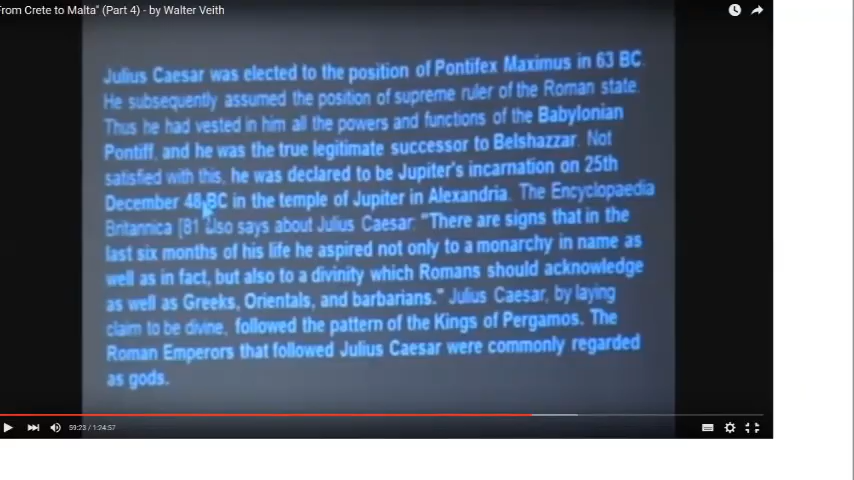 From Crete to Malta" (Part 4) - by Walter Veith
Julius Caesar was elected to the position of Pontifex Maximus in 63 BC.
He subsequently assumed the position of supreme ruler of the Roman state.
Thus he had vested in him all the powers and functions of the Babylonian
Pontiff, and he was the true legitimate successor to Belshazzar. Not
satisfied with this, he was declared to be Jupiter's incarnation on 25th
December 48 BC in the temple of Jupiter in Alexandria. The Encyclopaedia
Britannica [81 also says about Julius Caesar: "There are signs that in the
last six months of his life he aspired not only to a monarchy in name as
well as in fact, but also to a divinity which Romans should acknowledge
as well as Greeks, Orientals, and barbarians." Julius Caesar, by laying
claim to be divine, followed the pattern of the Kings of Pergamos. The
Roman Emperors that followed Julius Caesar were commonly regarded
as gods.
59:23 / 1:24:57